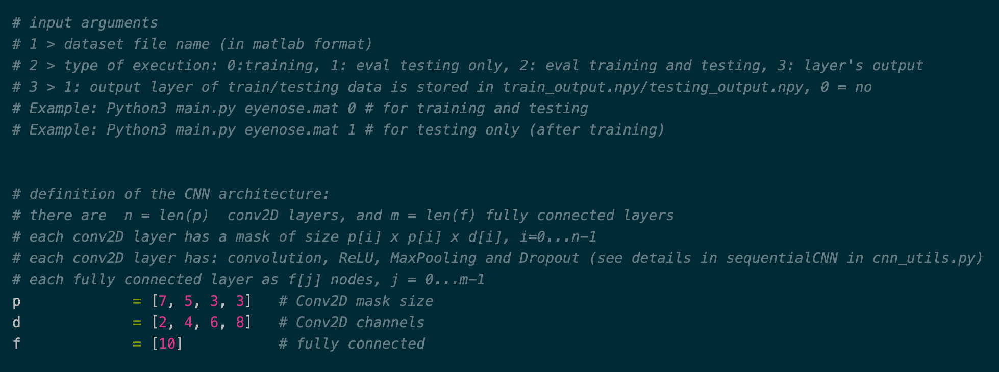 # input arguments
# 1 > dataset file name (in matlab format)
# 2 > type of execution: 0:training, 1: eval testing only, 2: eval training and testing, 3: layer's output
# 3 > 1: output layer of train/testing data is stored in train_output.npy/testing_output.npy, 0 = no
# Example: Python3 main.py eyenose.mat 0 # for training and testing
# Example: Python3 main.py eyenose.mat 1 # for testing only (after training)
# definition of the CNN architecture:
# there are  n = len(p)  conv2D layers, and m = len(f) fully connected layers
# each conv2D layer has a mask of size p[i] x p[i] x d[i], i=0...n-1
# each conv2D layer has: convolution, ReLU, MaxPooling and Dropout (see details in sequentialCNN in cnn_utils.py)
# each fully connected layer as f[j] nodes, j = 0...m-1
p             = [7, 5, 3, 3]   # Conv2D mask size
d             = [2, 4, 6, 8]   # Conv2D channels
f             = [10]           # fully connected